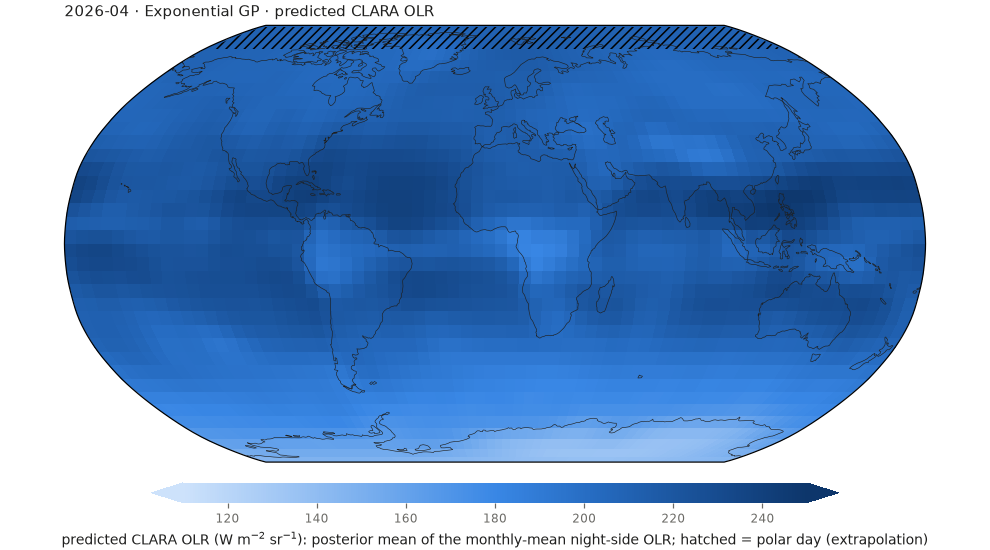 2026-04 · Exponential GP · predicted CLARA OLR
120 140 160 180 200 220 240
predicted CLARA OLR (W m⁻² sr⁻¹): posterior mean of the monthly-mean night-side OLR; hatched = polar day (extrapolation)